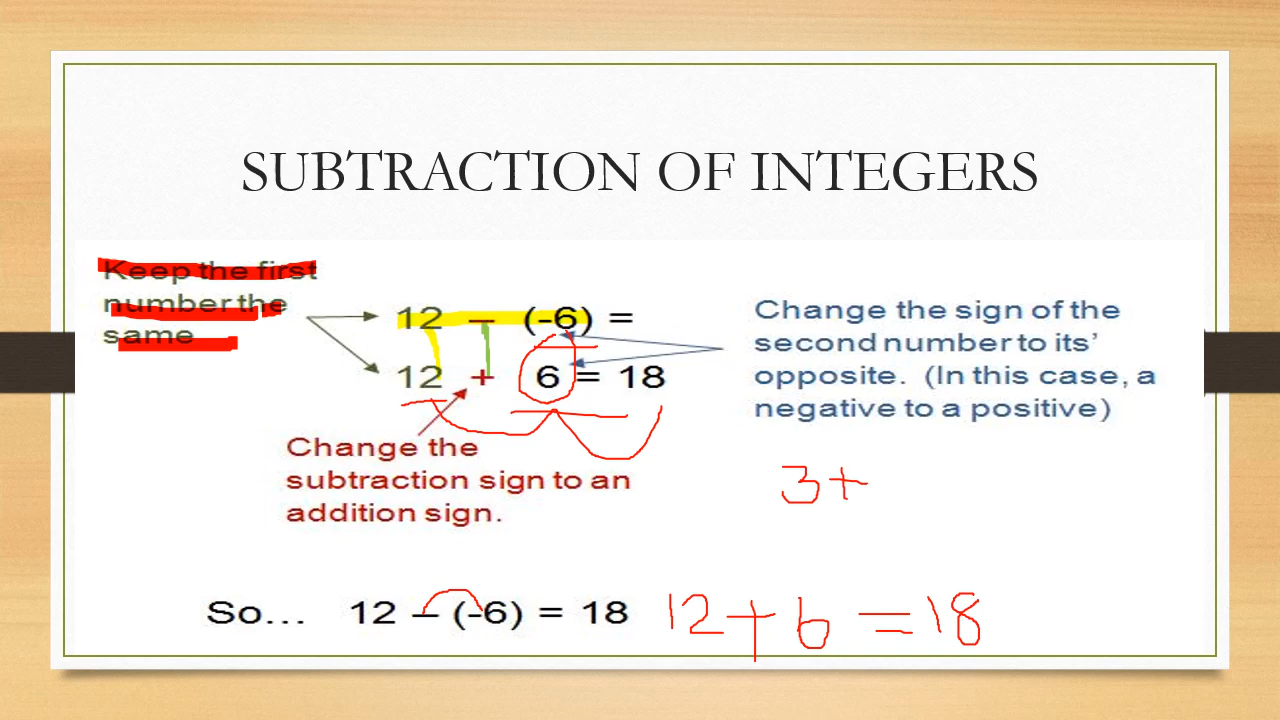 SUBTRACTION OF INTEGERS
Keep the first
number the
same
12 – (-6) =
12 + 6 = 18
Change the sign of the
second number to its'
opposite. (In this case, a
negative to a positive)
Change the
subtraction sign to an
addition sign.
3+
So... 12 – (-6) = 18 12+6 =18